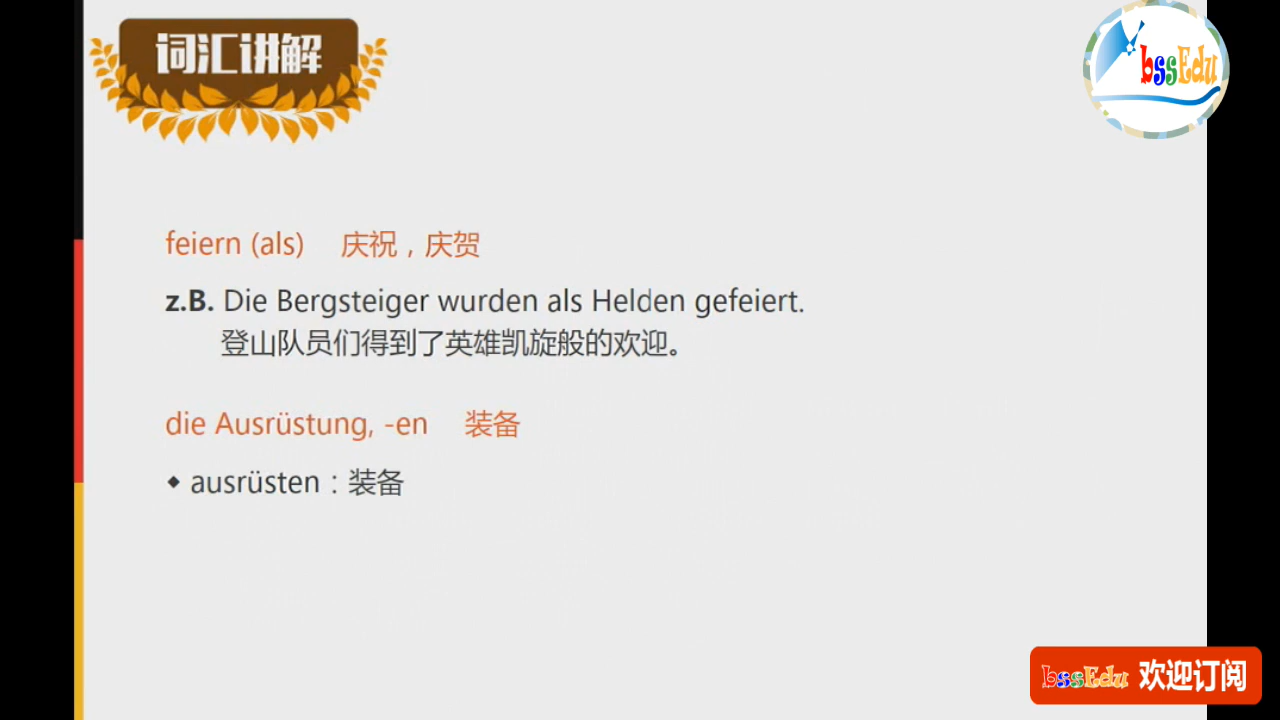 词汇讲解
bssEdu
feiern (als) 庆祝，庆贺
z.B. Die Bergsteiger wurden als Helden gefeiert.
登山队员们得到了英雄凯旋般的欢迎。
die Ausrüstung, -en 装备
◆ ausrüsten：装备
bssEdu 欢迎订阅